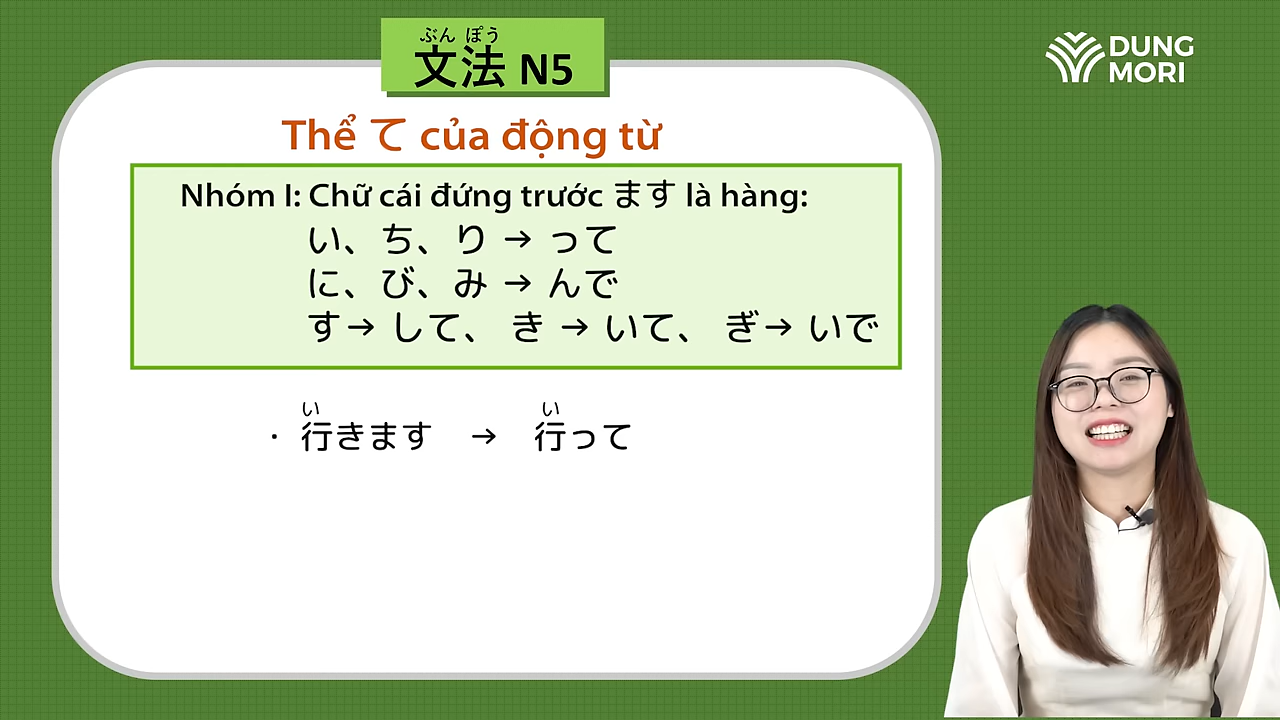 ぶん ぽう
文法 N5
DUNG
MORI
Thể て của động từ
Nhóm I: Chữ cái đứng trước ます là hàng:
い、ち、り → って
に、び、み → んで
す→ して、 き → いて、 ぎ→ いで
い い
・ 行きます → 行って